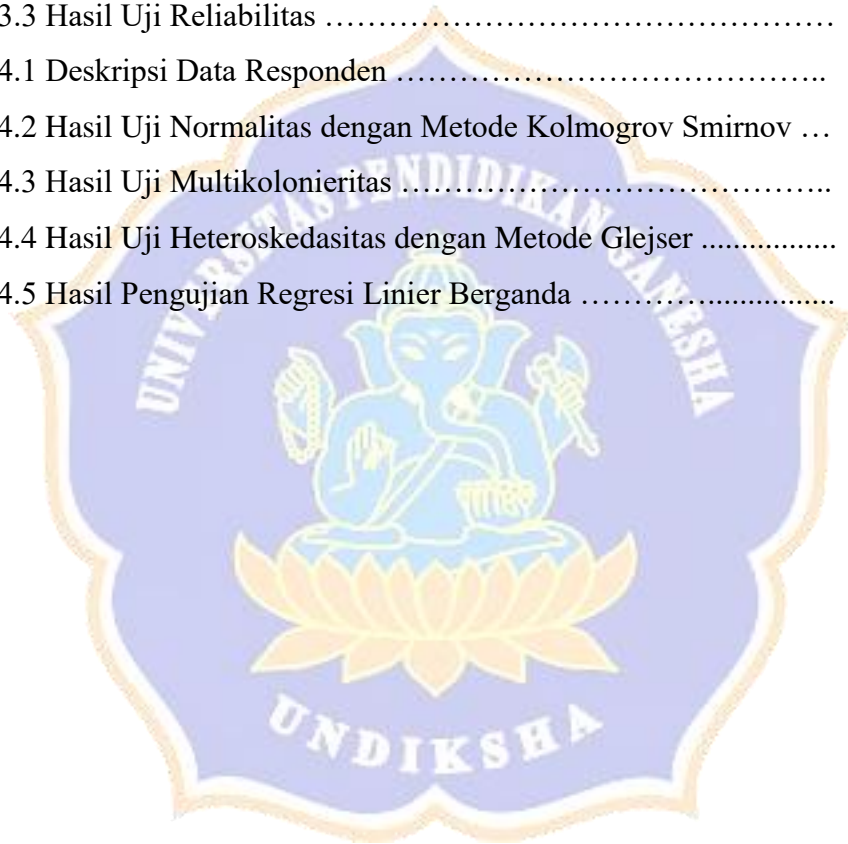 3.3 Hasil Uji Reliabilitas ……………………………………………
4.1 Deskripsi Data Responden …………………………………..
4.2 Hasil Uji Normalitas dengan Metode Kolmogrov Smirnov …
4.3 Hasil Uji Multikolonieritas …………………………………..
4.4 Hasil Uji Heteroskedasitas dengan Metode Glejser ................
4.5 Hasil Pengujian Regresi Linier Berganda …………...............
UNIVERSITAS PENDIDIKAN GANESHA
UNDIKSHA